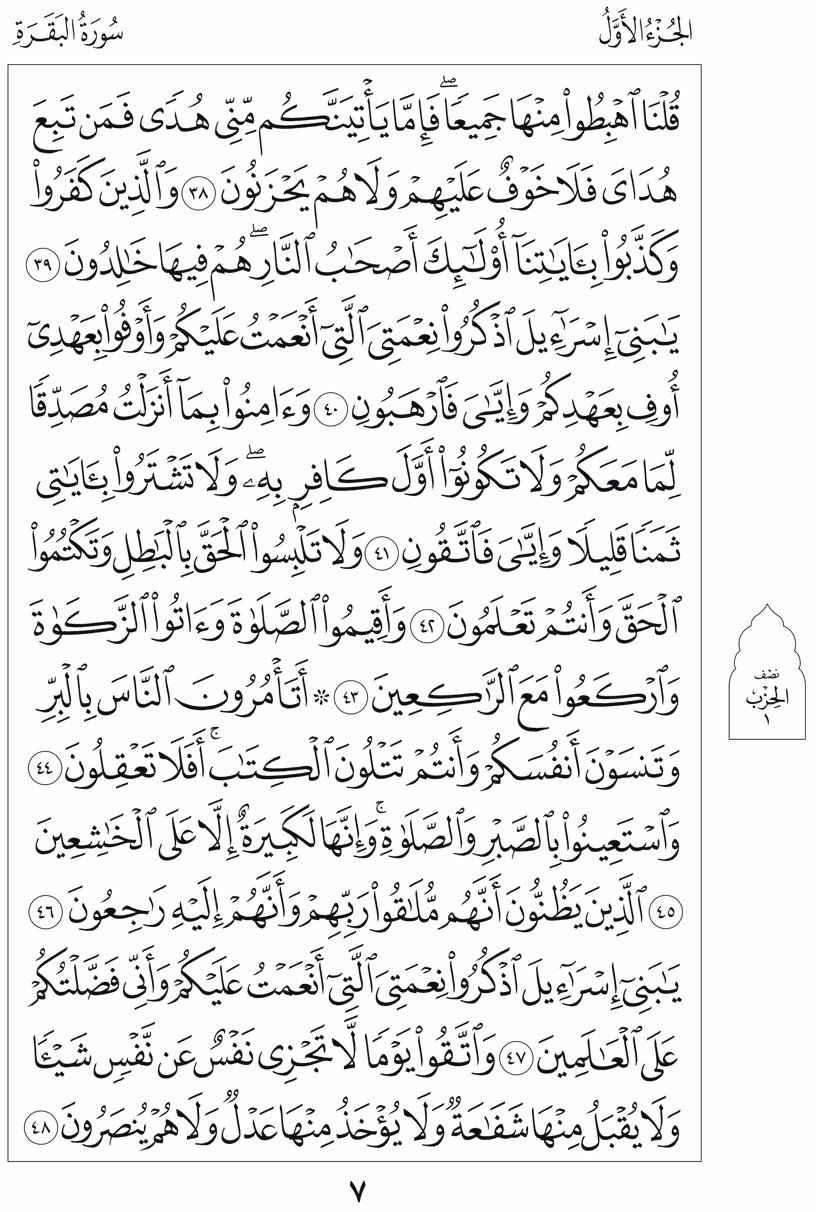 الجُزْءُ الأَوَّلُ
سُورَةُ البَقَرَةِ
قُلْنَا ٱهْبِطُوا۟ مِنْهَا جَمِيعًاۖ فَإِمَّا يَأْتِيَنَّكُم مِّنِّى هُدًى فَمَن تَبِعَ
هُدَاىَ فَلَا خَوْفٌ عَلَيْهِمْ وَلَا هُمْ يَحْزَنُونَ ٣٨ وَٱلَّذِينَ كَفَرُوا۟
وَكَذَّبُوا۟ بِـَٔايَـٰتِنَآ أُو۟لَـٰٓئِكَ أَصْحَـٰبُ ٱلنَّارِۖ هُمْ فِيهَا خَـٰلِدُونَ ٣٩
يَـٰبَنِىٓ إِسْرَٰٓءِيلَ ٱذْكُرُوا۟ نِعْمَتِىَ ٱلَّتِىٓ أَنْعَمْتُ عَلَيْكُمْ وَأَوْفُوا۟ بِعَهْدِىٓ
أُوفِ بِعَهْدِكُمْ وَإِيَّـٰىَ فَٱرْهَبُونِ ٤٠ وَءَامِنُوا۟ بِمَآ أَنزَلْتُ مُصَدِّقًا
لِّمَا مَعَكُمْ وَلَا تَكُونُوٓا۟ أَوَّلَ كَافِرٍۭ بِهِۦۖ وَلَا تَشْتَرُوا۟ بِـَٔايَـٰتِى
ثَمَنًا قَلِيلًا وَإِيَّـٰىَ فَٱتَّقُونِ ٤١ وَلَا تَلْبِسُوا۟ ٱلْحَقَّ بِٱلْبَـٰطِلِ وَتَكْتُمُوا۟
ٱلْحَقَّ وَأَنتُمْ تَعْلَمُونَ ٤٢ وَأَقِيمُوا۟ ٱلصَّلَوٰةَ وَءَاتُوا۟ ٱلزَّكَوٰةَ
وَٱرْكَعُوا۟ مَعَ ٱلرَّٰكِعِينَ ٤٣ ۞ أَتَأْمُرُونَ ٱلنَّاسَ بِٱلْبِرِّ
وَتَنسَوْنَ أَنفُسَكُمْ وَأَنتُمْ تَتْلُونَ ٱلْكِتَـٰبَۚ أَفَلَا تَعْقِلُونَ ٤٤
وَٱسْتَعِينُوا۟ بِٱلصَّبْرِ وَٱلصَّلَوٰةِۚ وَإِنَّهَا لَكَبِيرَةٌ إِلَّا عَلَى ٱلْخَـٰشِعِينَ
٤٥ ٱلَّذِينَ يَظُنُّونَ أَنَّهُم مُّلَـٰقُوا۟ رَبِّهِمْ وَأَنَّهُمْ إِلَيْهِ رَٰجِعُونَ ٤٦
يَـٰبَنِىٓ إِسْرَٰٓءِيلَ ٱذْكُرُوا۟ نِعْمَتِىَ ٱلَّتِىٓ أَنْعَمْتُ عَلَيْكُمْ وَأَنِّى فَضَّلْتُكُمْ
عَلَى ٱلْعَـٰلَمِينَ ٤٧ وَٱتَّقُوا۟ يَوْمًا لَّا تَجْزِى نَفْسٌ عَن نَّفْسٍ شَيْـًٔا
وَلَا يُقْبَلُ مِنْهَا شَفَـٰعَةٌ وَلَا يُؤْخَذُ مِنْهَا عَدْلٌ وَلَا هُمْ يُنصَرُونَ ٤٨
نصف
الحزب
١
٧